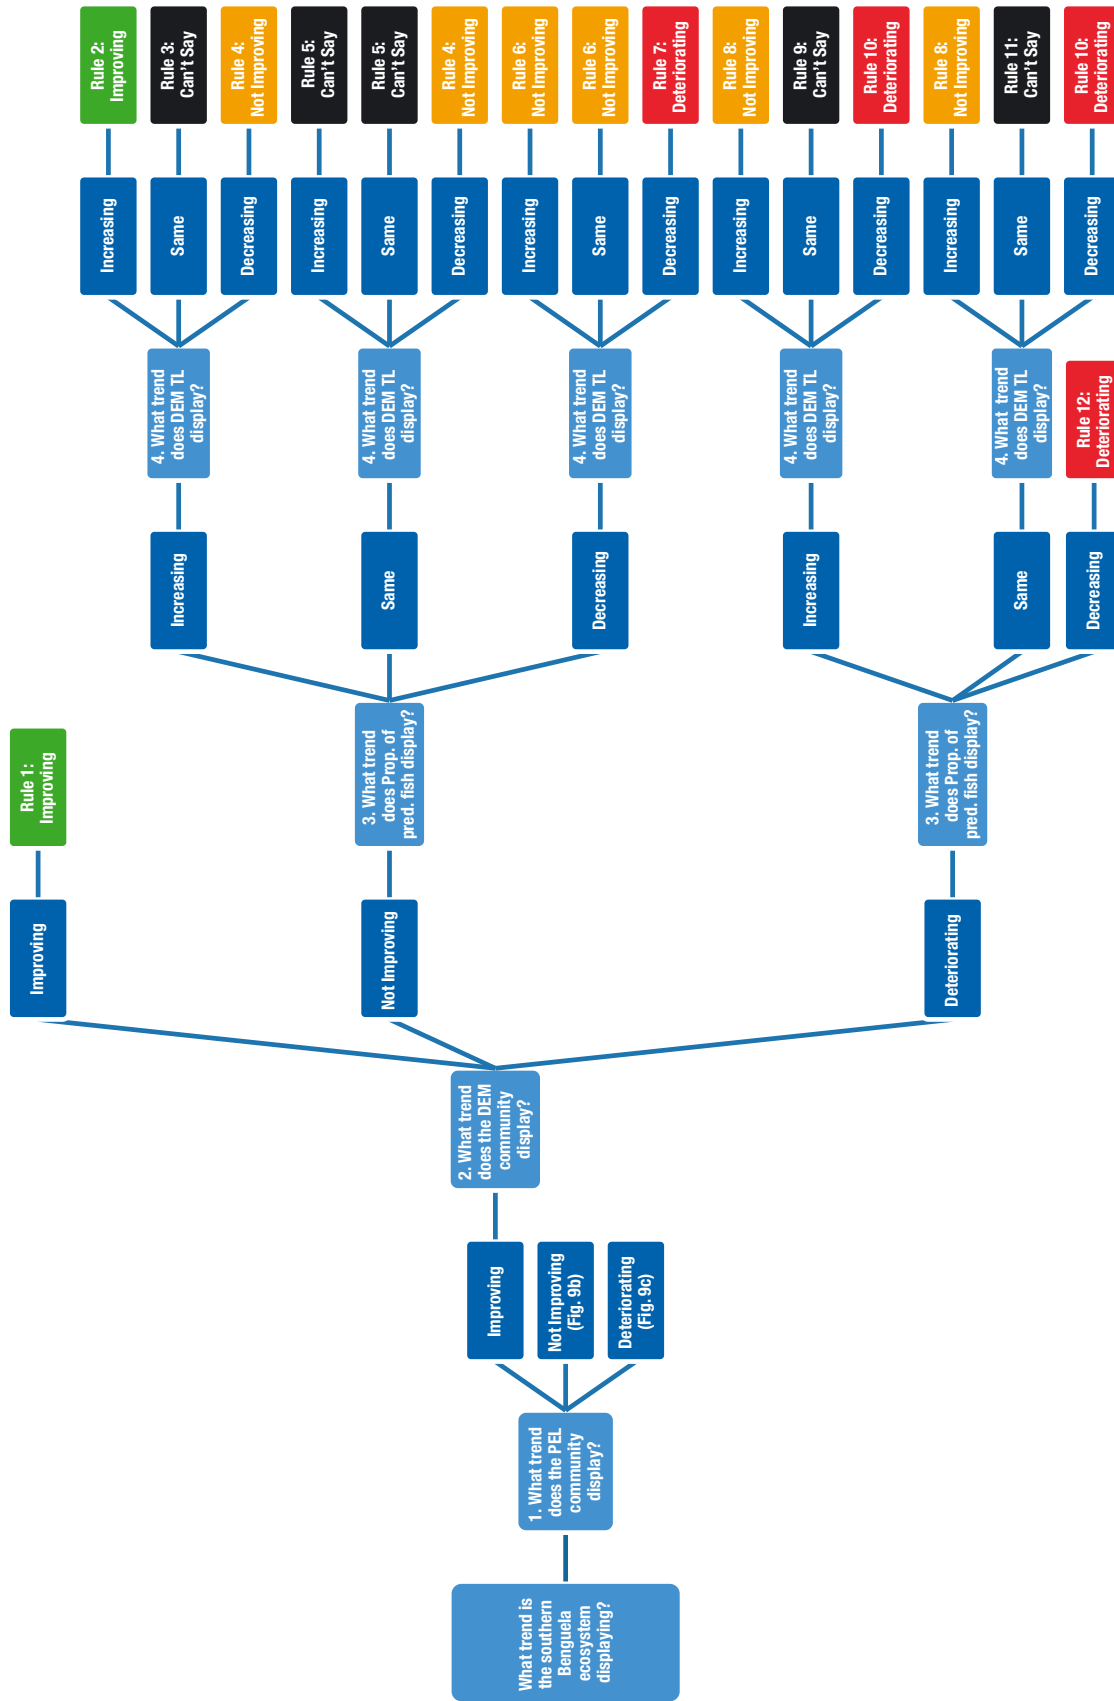 What trend is
the southern
Benguela
ecosystem
displaying?
1. What trend
does the PEL
community
display?
Improving
Not Improving
(Fig. 9b)
Deteriorating
(Fig. 9c)
2. What trend
does the DEM
community
display?
Improving
Rule 1:
Improving
Not Improving
3. What trend
does Prop. of
pred. fish display?
Increasing
4. What trend
does DEM TL
display?
Increasing
Rule 2:
Improving
Same
Rule 3:
Can't Say
Decreasing
Rule 4:
Not Improving
Same
4. What trend
does DEM TL
display?
Increasing
Rule 5:
Can't Say
Same
Rule 5:
Can't Say
Decreasing
Rule 4:
Not Improving
Decreasing
4. What trend
does DEM TL
display?
Increasing
Rule 6:
Not Improving
Same
Rule 6:
Not Improving
Decreasing
Rule 7:
Deteriorating
Deteriorating
3. What trend
does Prop. of
pred. fish display?
Increasing
4. What trend
does DEM TL
display?
Increasing
Rule 8:
Not Improving
Same
Rule 9:
Can't Say
Decreasing
Rule 10:
Deteriorating
Same
4. What trend
does DEM TL
display?
Increasing
Rule 8:
Not Improving
Same
Rule 11:
Can't Say
Decreasing
Rule 10:
Deteriorating
Decreasing
Rule 12:
Deteriorating